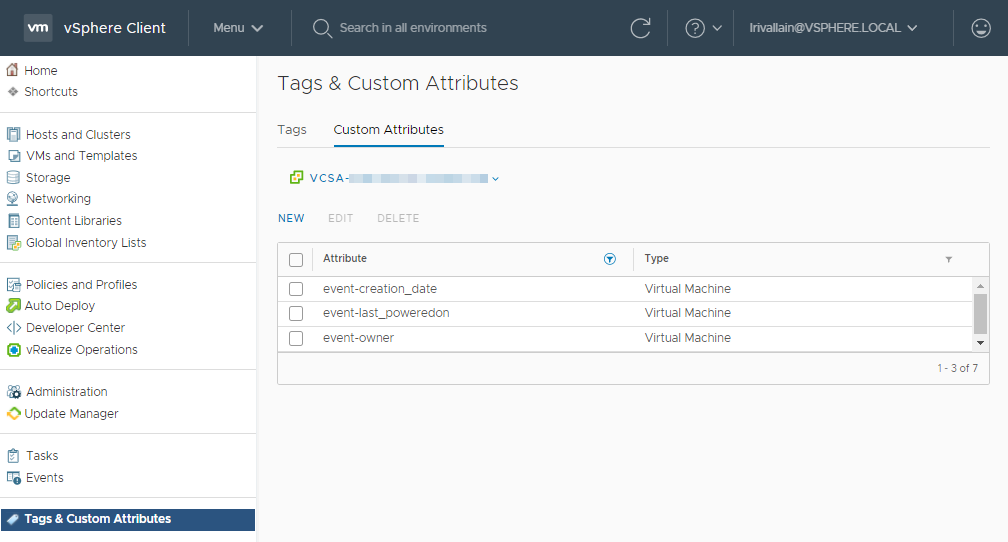 vm vSphere Client Menu Search in all environments lrivallain@VSPHERE.LOCAL
Home
Shortcuts
Hosts and Clusters
VMs and Templates
Storage
Networking
Content Libraries
Global Inventory Lists
Policies and Profiles
Auto Deploy
Developer Center
vRealize Operations
Administration
Update Manager
Tasks
Events
Tags & Custom Attributes
Tags & Custom Attributes
Tags Custom Attributes
VCSA-
NEW EDIT DELETE
Attribute Type
event-creation_date Virtual Machine
event-last_poweredon Virtual Machine
event-owner Virtual Machine
1 - 3 of 7